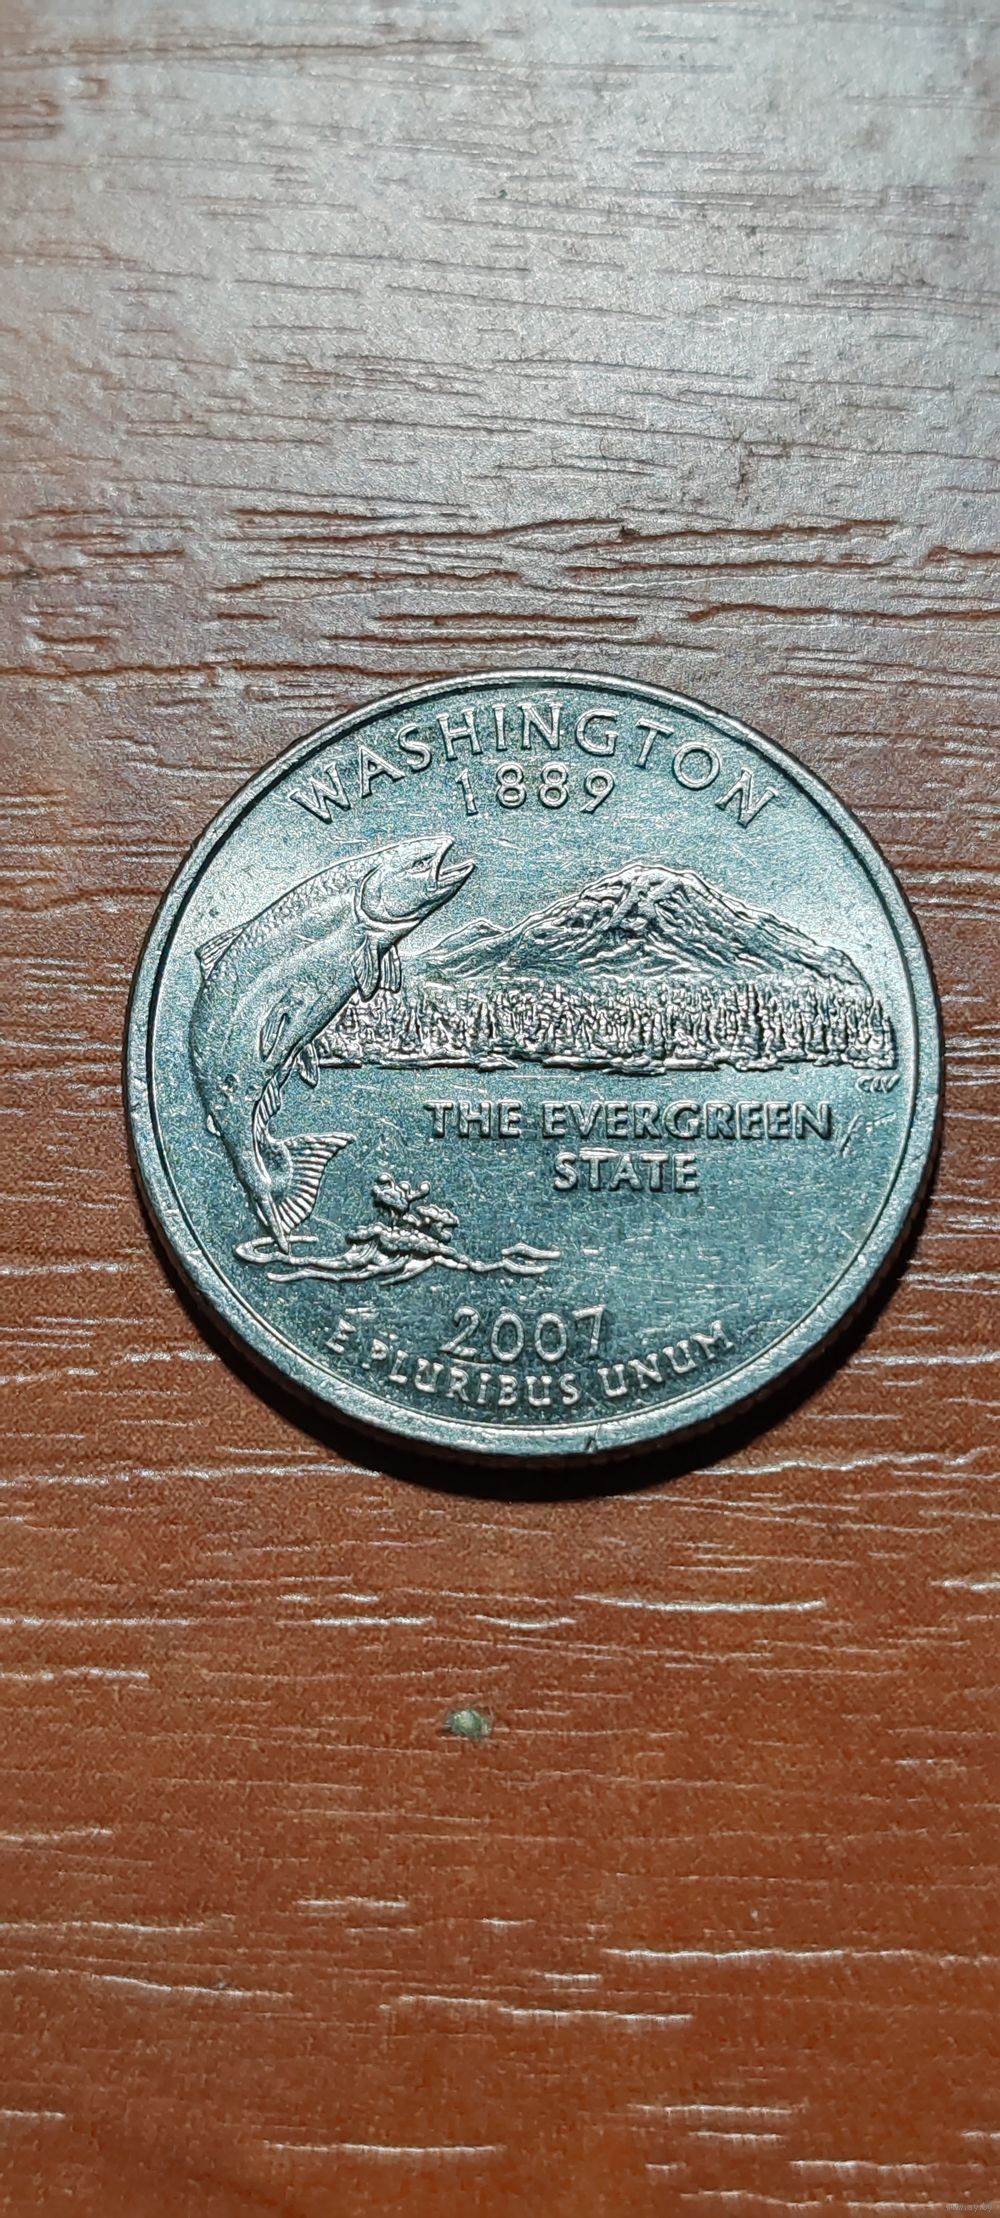 WASHINGTON
1889
THE EVERGREEN
STATE
2007
E PLURIBUS UNUM